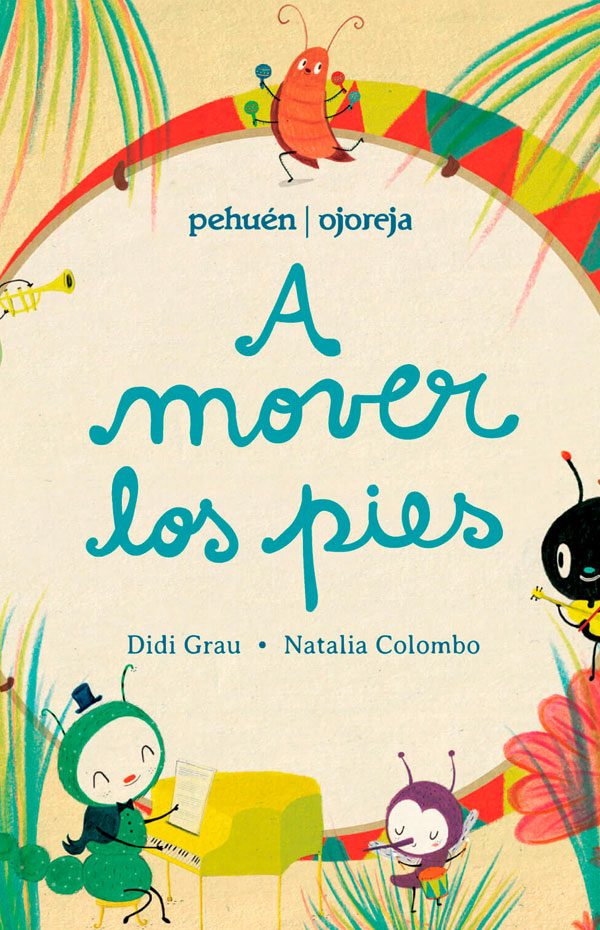 pehuén | ojoreja
A
mover
los pies
Didi Grau • Natalia Colombo